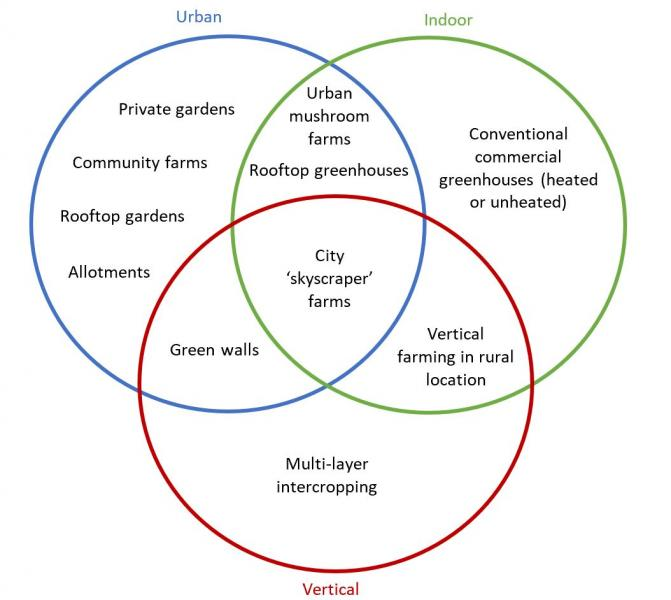 Urban
Indoor
Private gardens
Community farms
Rooftop gardens
Allotments
Urban
mushroom
farms
Rooftop greenhouses
Conventional
commercial
greenhouses (heated
or unheated)
City
‘skyscraper’
farms
Green walls
Vertical
farming in rural
location
Multi-layer
intercropping
Vertical